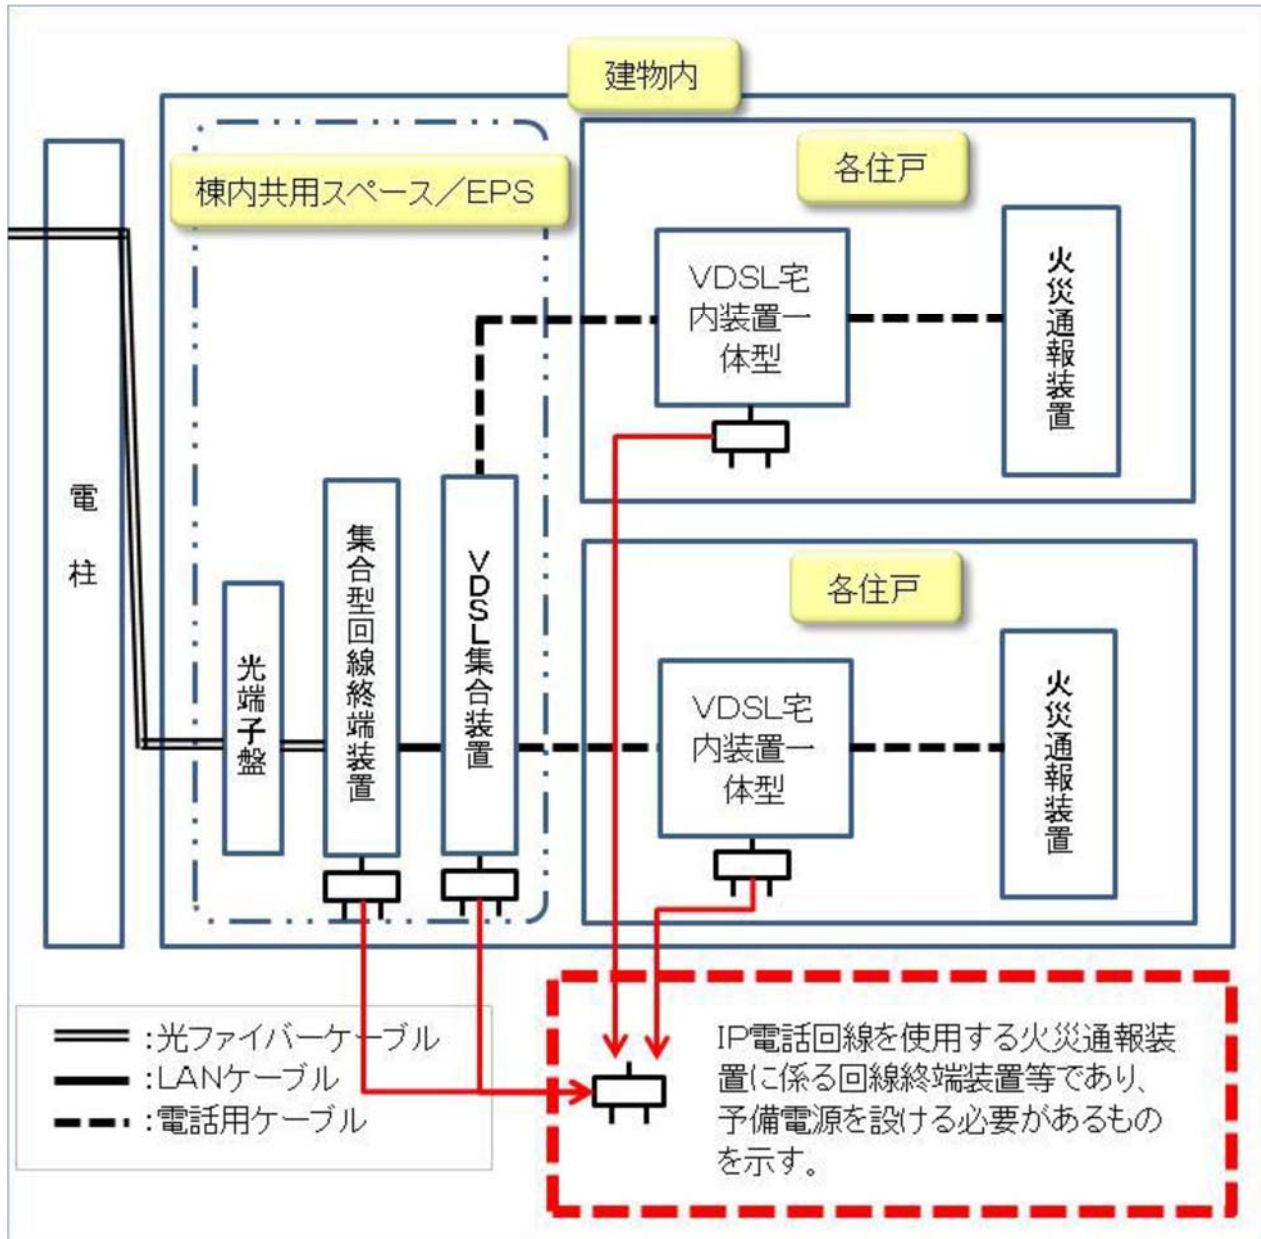 建物内
棟内共用スペース／EPS
各住戸
VDSL宅
内装置一
体型
火災通報装置
電柱
光端子盤
集合型回線終端装置
VDSL集合装置
各住戸
VDSL宅
内装置一
体型
火災通報装置
:光ファイバーケーブル
:LANケーブル
:電話用ケーブル
IP電話回線を使用する火災通報装
置に係る回線終端装置等であり、
予備電源を設ける必要があるもの
を示す。